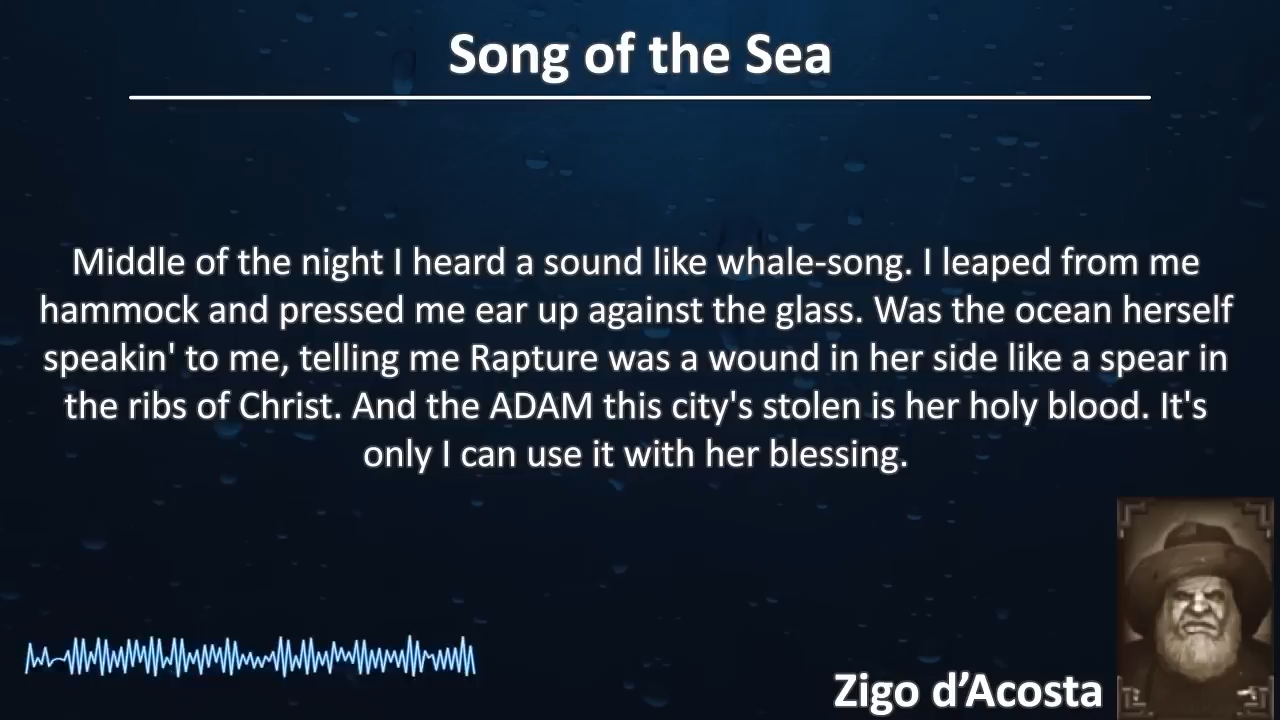 Song of the Sea
Middle of the night I heard a sound like whale-song. I leaped from me
hammock and pressed me ear up against the glass. Was the ocean herself
speakin' to me, telling me Rapture was a wound in her side like a spear in
the ribs of Christ. And the ADAM this city's stolen is her holy blood. It's
only I can use it with her blessing.
Zigo d’Acosta